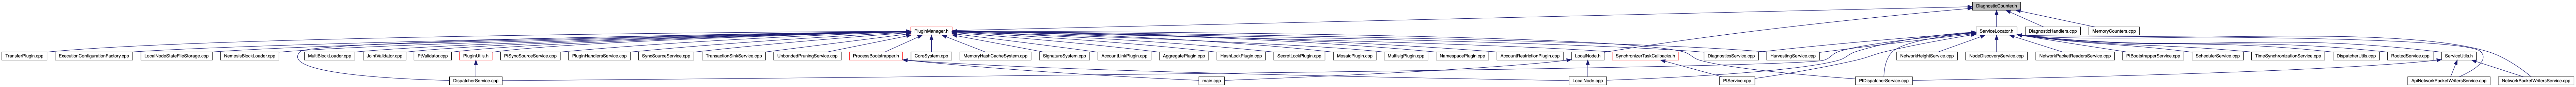 DiagnosticCounter.h
PluginManager.h
ServiceLocator.h
DiagnosticHandlers.cpp
MemoryCounters.cpp
TransferPlugin.cpp
ExecutionConfigurationFactory.cpp
LocalNodeStateFileStorage.cpp
NemesisBlockLoader.cpp
MultiBlockLoader.cpp
JoinValidator.cpp
PtValidator.cpp
PluginUtils.h
PtSyncSourceService.cpp
PluginHandlersService.cpp
SyncSourceService.cpp
TransactionSinkService.cpp
UnbondedPruningService.cpp
ProcessBootstrapper.h
CoreSystem.cpp
MemoryHashCacheSystem.cpp
SignatureSystem.cpp
AccountLinkPlugin.cpp
AggregatePlugin.cpp
HashLockPlugin.cpp
SecretLockPlugin.cpp
MosaicPlugin.cpp
MultisigPlugin.cpp
NamespacePlugin.cpp
AccountRestrictionPlugin.cpp
LocalNode.h
SynchronizerTaskCallbacks.h
DiagnosticsService.cpp
HarvestingService.cpp
NetworkHeightService.cpp
NodeDiscoveryService.cpp
NetworkPacketReadersService.cpp
PtBootstrapperService.cpp
SchedulerService.cpp
TimeSynchronizationService.cpp
DispatcherUtils.cpp
RootedService.cpp
ServiceUtils.h
DispatcherService.cpp
main.cpp
LocalNode.cpp
PtService.cpp
PtDispatcherService.cpp
ApiNetworkPacketWritersService.cpp
NetworkPacketWritersService.cpp